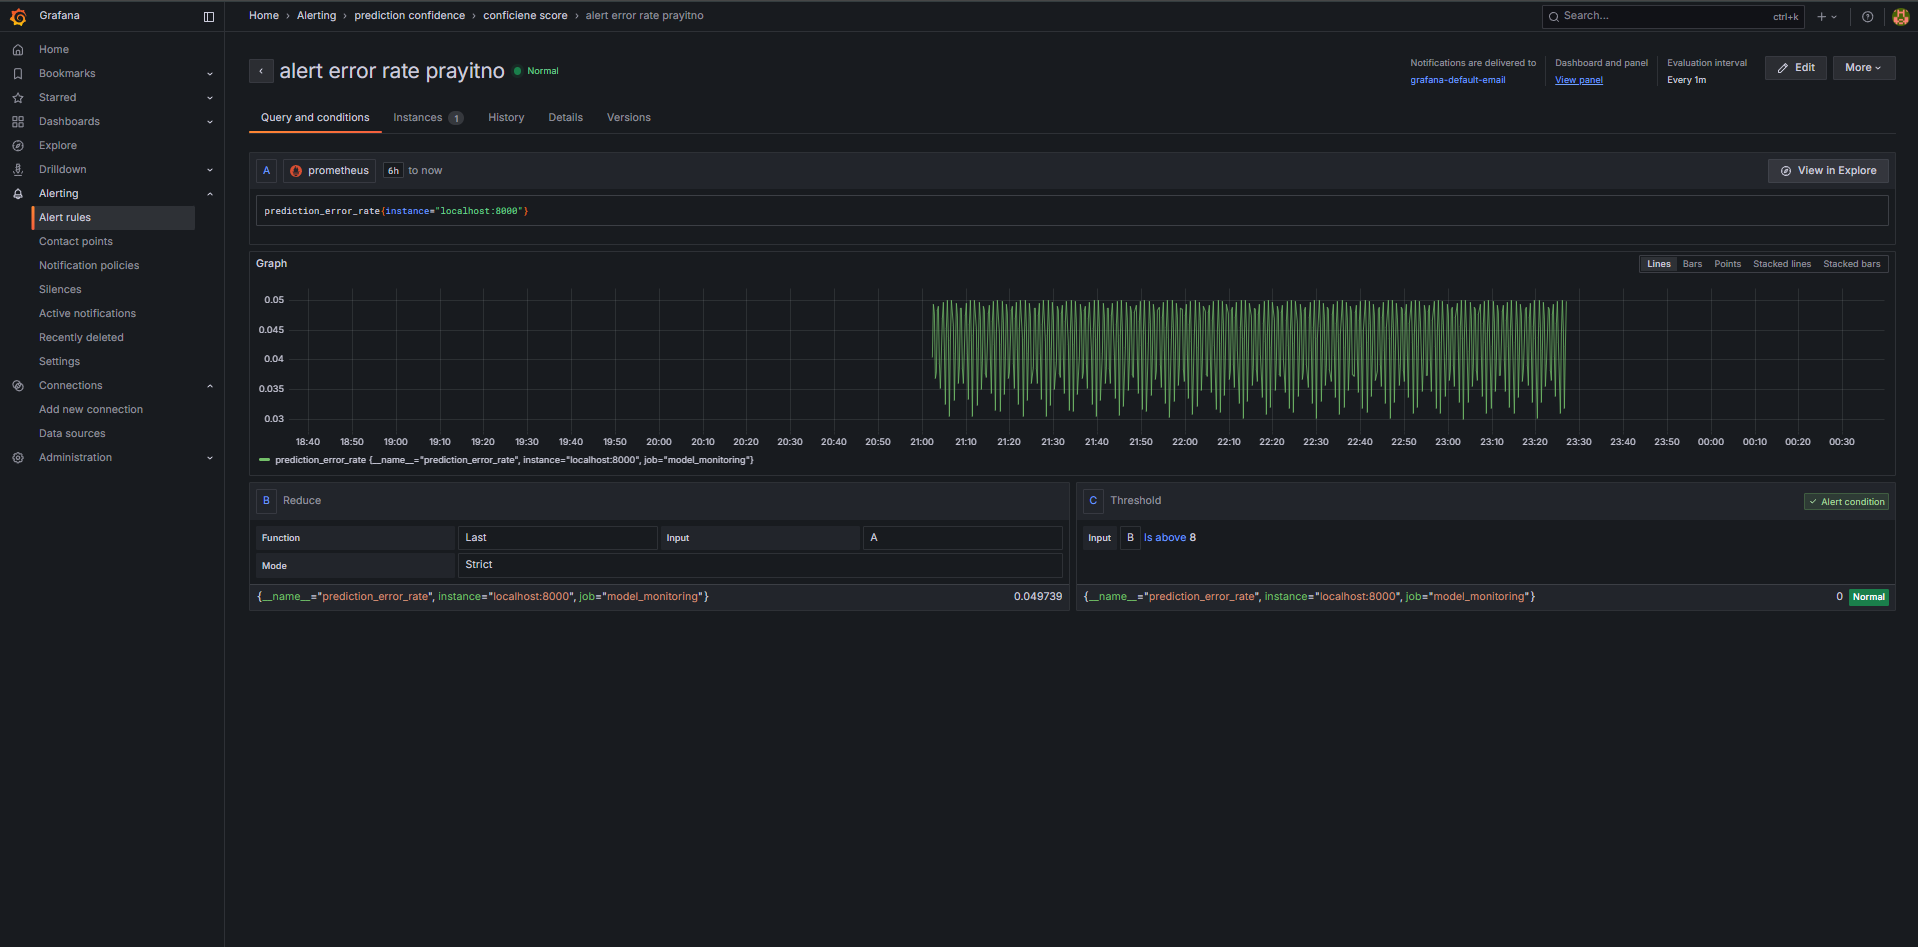 Grafana
Home › Alerting › prediction confidence › conficiene score › alert error rate prayitno
Search...
ctrl+k
Home
Bookmarks
Starred
Dashboards
Explore
Drilldown
Alerting
Alert rules
Contact points
Notification policies
Silences
Active notifications
Recently deleted
Settings
Connections
Add new connection
Data sources
Administration
alert error rate prayitno
Normal
Notifications are delivered to
grafana-default-email
Dashboard and panel
View panel
Evaluation interval
Every 1m
Edit
More
Query and conditions
Instances 1
History
Details
Versions
A
prometheus
6h to now
View in Explore
prediction_error_rate{instance="localhost:8000"}
Graph
Lines Bars Points Stacked lines Stacked bars
0.05
0.045
0.04
0.035
0.03
18:40 18:50 19:00 19:10 19:20 19:30 19:40 19:50 20:00 20:10 20:20 20:30 20:40 20:50 21:00 21:10 21:20 21:30 21:40 21:50 22:00 22:10 22:20 22:30 22:40 22:50 23:00 23:10 23:20 23:30 23:40 23:50 00:00 00:10 00:20 00:30
prediction_error_rate {__name__="prediction_error_rate", instance="localhost:8000", job="model_monitoring"}
B Reduce
Function Last Input A
Mode Strict
{__name__="prediction_error_rate", instance="localhost:8000", job="model_monitoring"} 0.049739
C Threshold
Alert condition
Input B Is above 8
{__name__="prediction_error_rate", instance="localhost:8000", job="model_monitoring"} 0 Normal